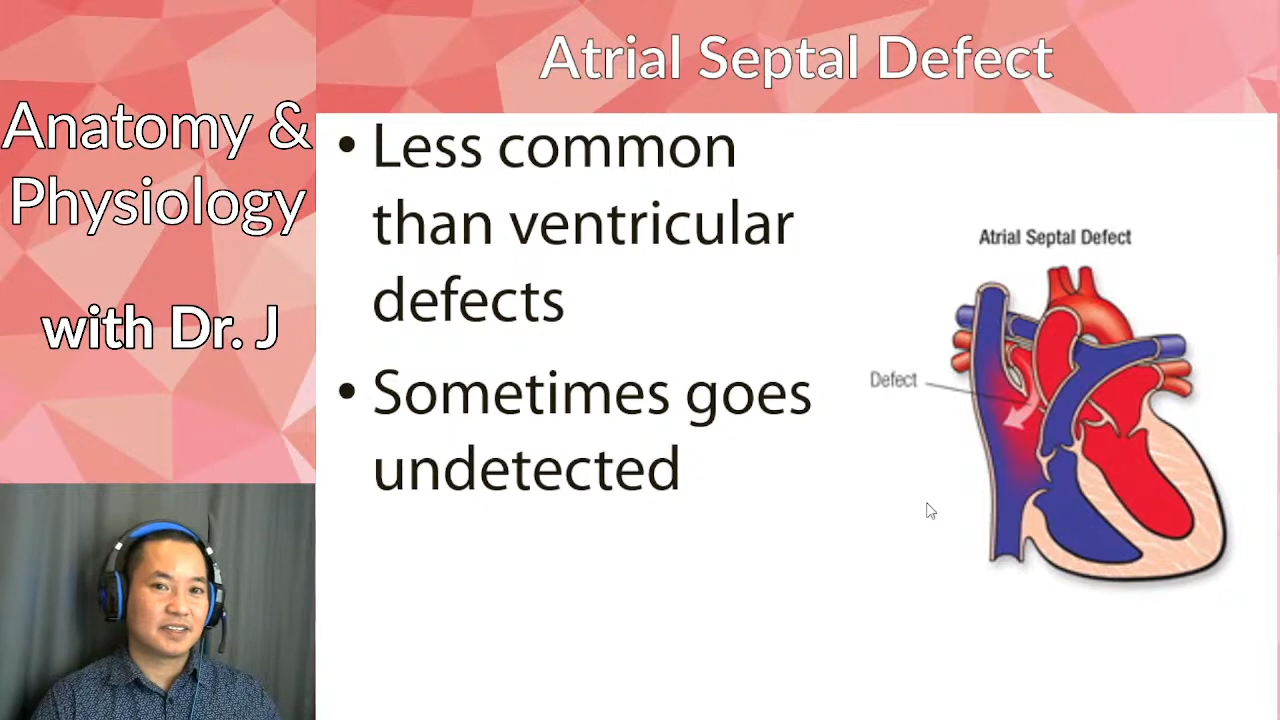 Anatomy &
Physiology
with Dr. J
Atrial Septal Defect
• Less common
than ventricular
defects
• Sometimes goes
undetected
Atrial Septal Defect
Defect